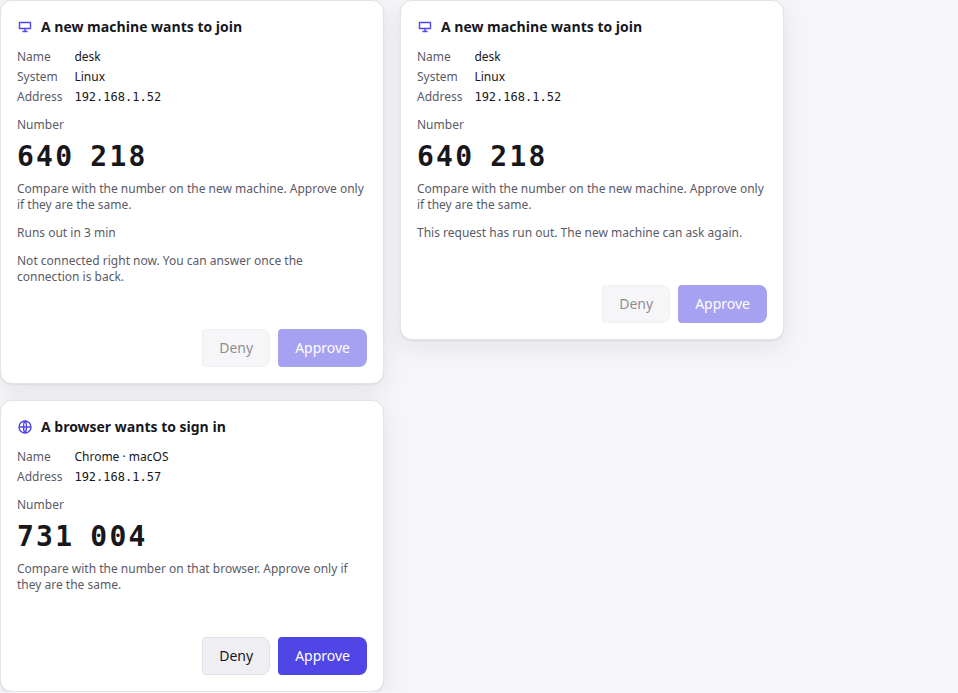 A new machine wants to join
Name desk
System Linux
Address 192.168.1.52
Number
640 218
Compare with the number on the new machine. Approve only
if they are the same.
Runs out in 3 min
Not connected right now. You can answer once the
connection is back.
Deny Approve
A new machine wants to join
Name desk
System Linux
Address 192.168.1.52
Number
640 218
Compare with the number on the new machine. Approve only
if they are the same.
This request has run out. The new machine can ask again.
Deny Approve
A browser wants to sign in
Name Chrome · macOS
Address 192.168.1.57
Number
731 004
Compare with the number on that browser. Approve only if
they are the same.
Deny Approve